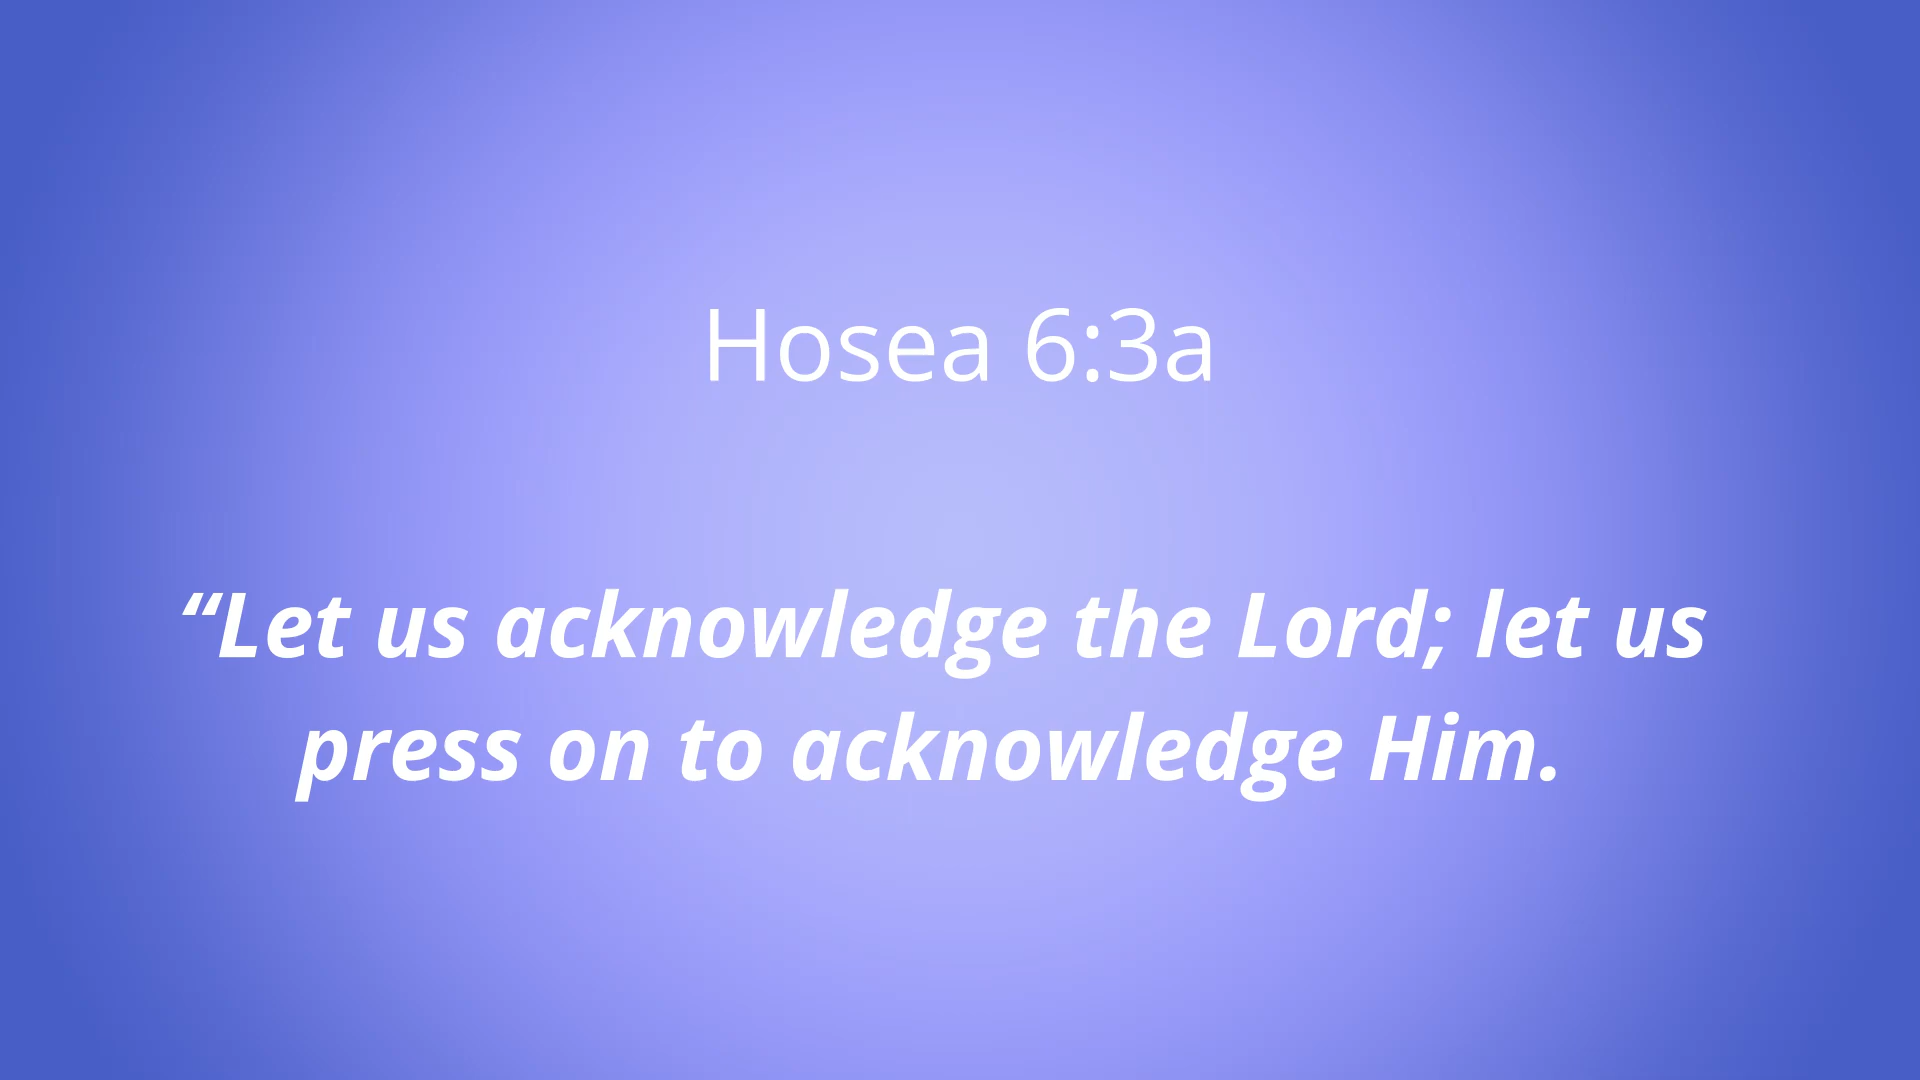 Hosea 6:3a
“Let us acknowledge the Lord; let us
press on to acknowledge Him.